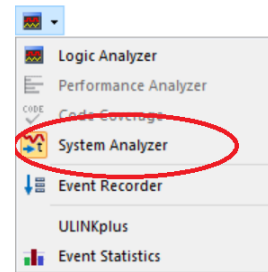 Logic Analyzer
Performance Analyzer
CODE
Code Coverage
t
System Analyzer
Event Recorder
ULINKplus
Event Statistics